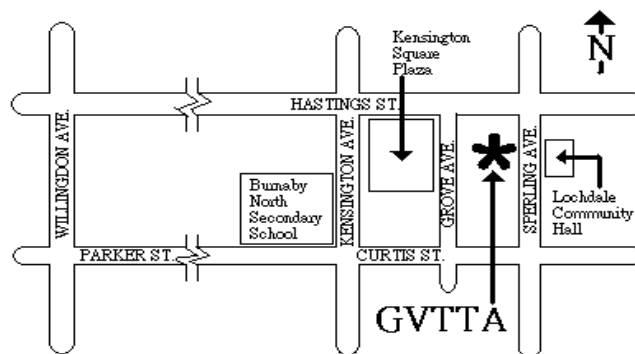 Kensington
Square
Plaza
N
HASTINGS ST.
WILLINGDON AVE.
KENSINGTON AVE.
GROVE AVE.
SPERLING AVE.
Burnaby
North
Secondary
School
Lochdale
Community
Hall
PARKER ST.
CURTIS ST.
GVTTA